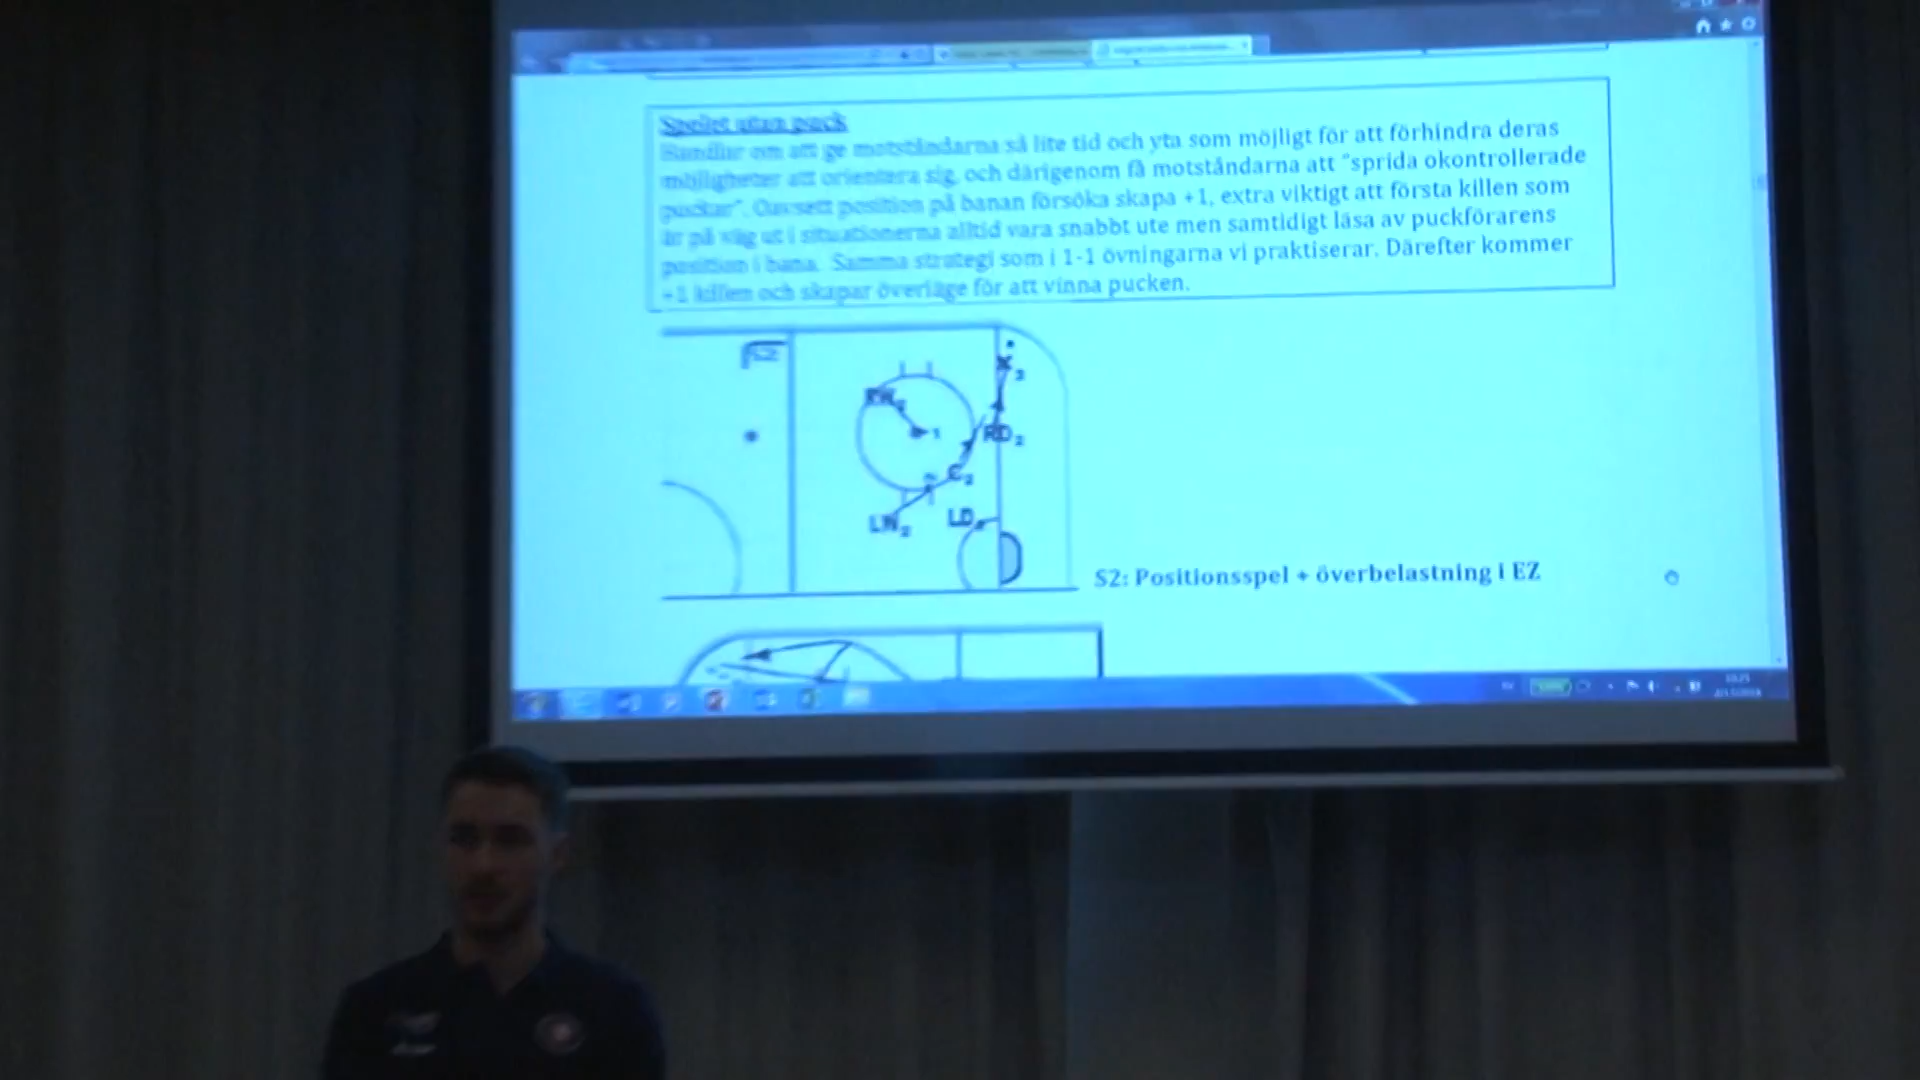 Spelet utan puck
Handlar om att ge motståndarna så lite tid och yta som möjligt för att förhindra deras
möjligheter att orientera sig, och därigenom få motståndarna att "sprida okontrollerade
puckar". Oavsett position på banan försöka skapa +1, extra viktigt att första killen som
är på väg ut i situationerna alltid vara snabbt ute men samtidigt läsa av puckförarens
position i bana. Samma strategi som i 1-1 övningarna vi praktiserar. Därefter kommer
+1 killen och skapar överläge för att vinna pucken.
S2
X3
RW2
1
RD2
C2
LW2
LD2
S2: Positionsspel + överbelastning i EZ